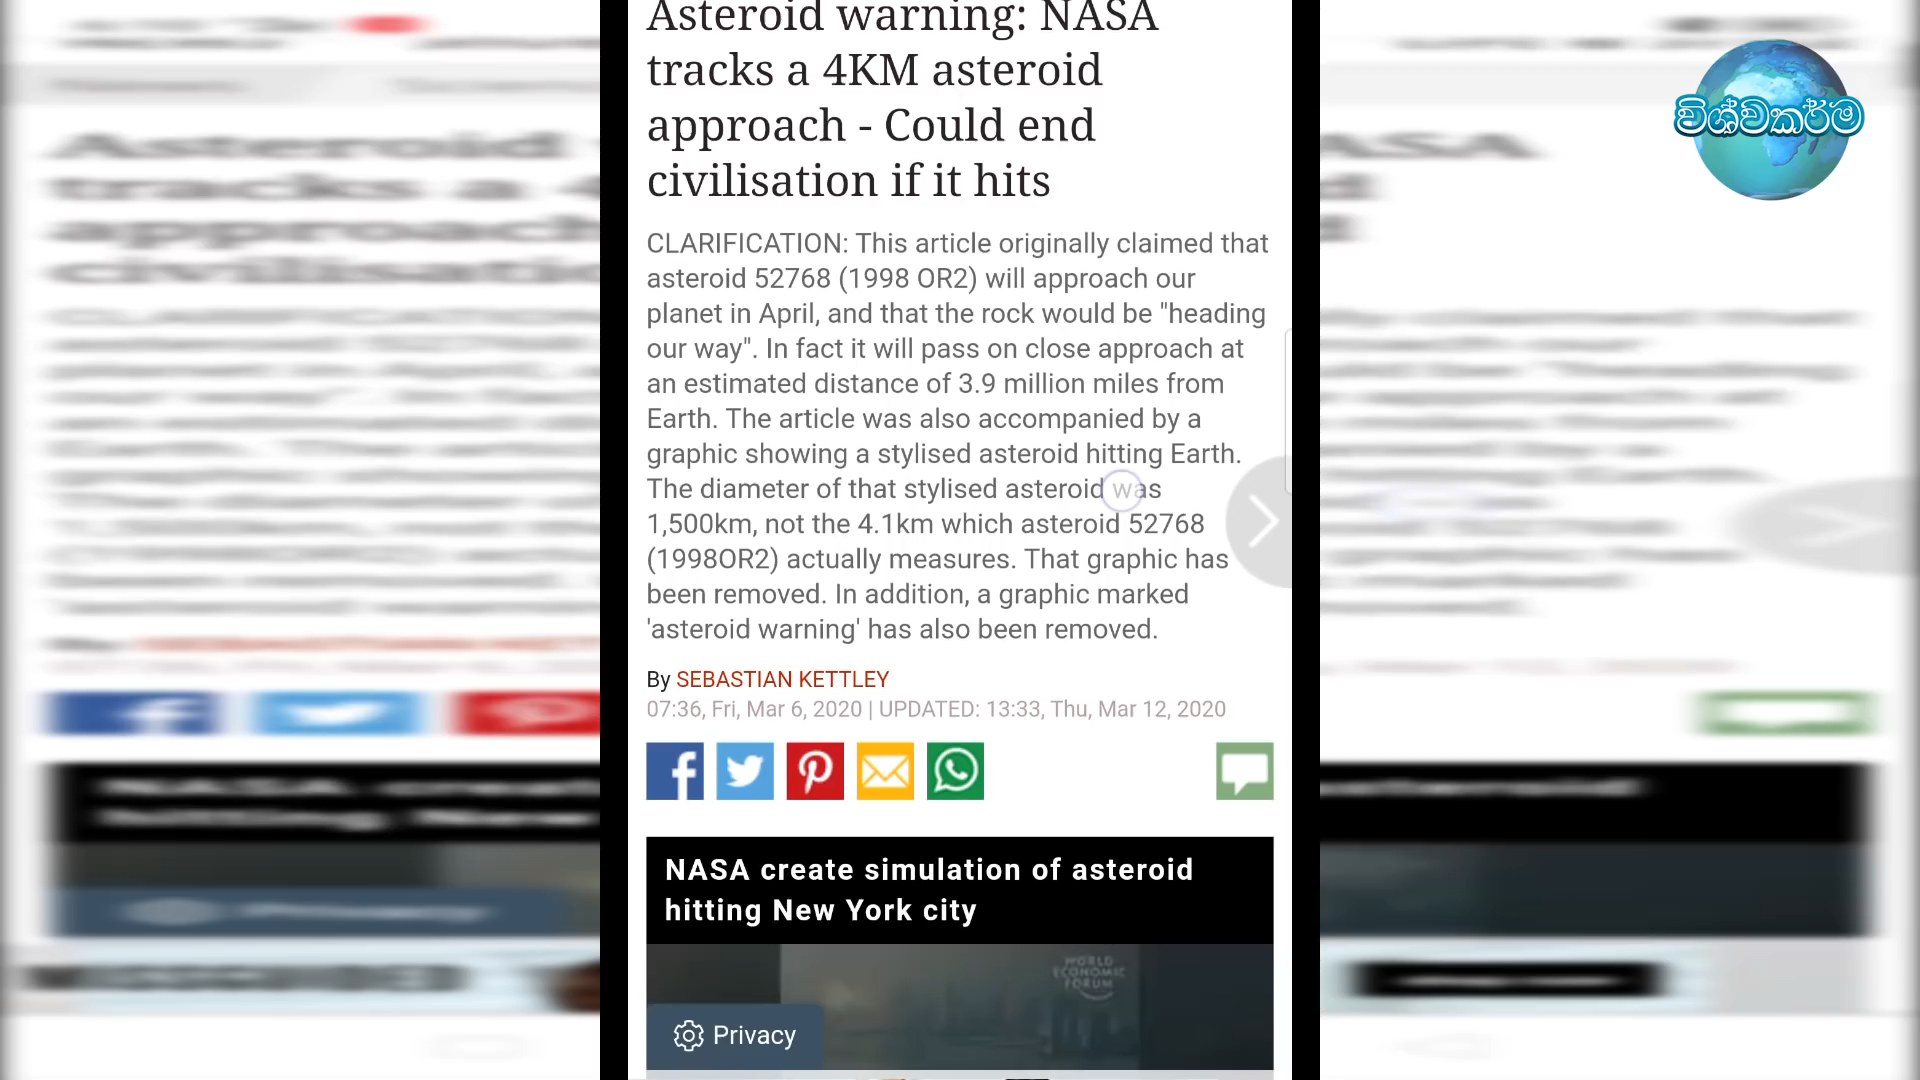 Asteroid warning: NASA
tracks a 4KM asteroid
approach - Could end
civilisation if it hits
විශ්වකර්ම
CLARIFICATION: This article originally claimed that
asteroid 52768 (1998 OR2) will approach our
planet in April, and that the rock would be "heading
our way". In fact it will pass on close approach at
an estimated distance of 3.9 million miles from
Earth. The article was also accompanied by a
graphic showing a stylised asteroid hitting Earth.
The diameter of that stylised asteroid was
1,500km, not the 4.1km which asteroid 52768
(1998OR2) actually measures. That graphic has
been removed. In addition, a graphic marked
'asteroid warning' has also been removed.
By SEBASTIAN KETTLEY
07:36, Fri, Mar 6, 2020 | UPDATED: 13:33, Thu, Mar 12, 2020
NASA create simulation of asteroid
hitting New York city
WORLD
ECONOMIC
FORUM
Privacy